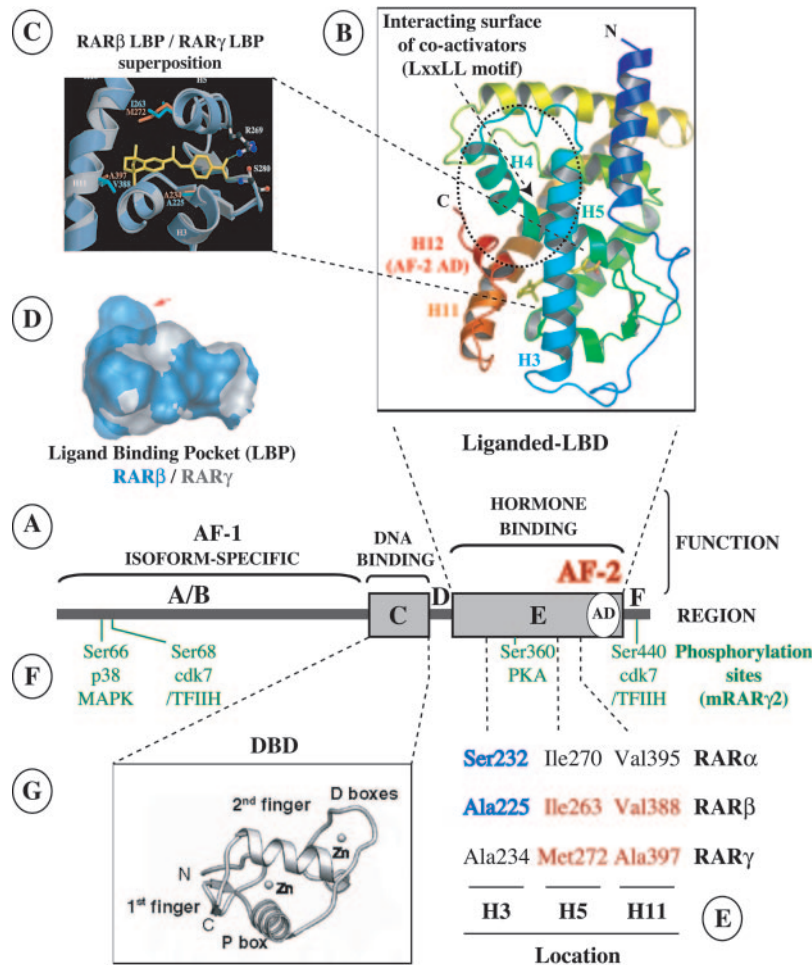 C
RARβ LBP / RARγ LBP
superposition
H5
I263
M272
R269
S280
A397
V388
H11
A234
A225
H3
B
Interacting surface
of co-activators
(LxxLL motif)
N
H4
C
H5
H12
(AF-2 AD)
H11
H3
Liganded-LBD
D
Ligand Binding Pocket (LBP)
RARβ / RARγ
A
AF-1
ISOFORM-SPECIFIC
DNA
BINDING
HORMONE
BINDING
FUNCTION
AF-2
A/B
C
D
E
AD
F
REGION
F
Ser66
p38
MAPK
Ser68
cdk7
/TFIIH
Ser360
PKA
Ser440
cdk7
/TFIIH
Phosphorylation
sites
(mRARγ2)
G
DBD
2nd finger
D boxes
Zn
Zn
N
1st finger
C
P box
Ser232 Ile270 Val395 RARα
Ala225 Ile263 Val388 RARβ
Ala234 Met272 Ala397 RARγ
H3 H5 H11
Location
E